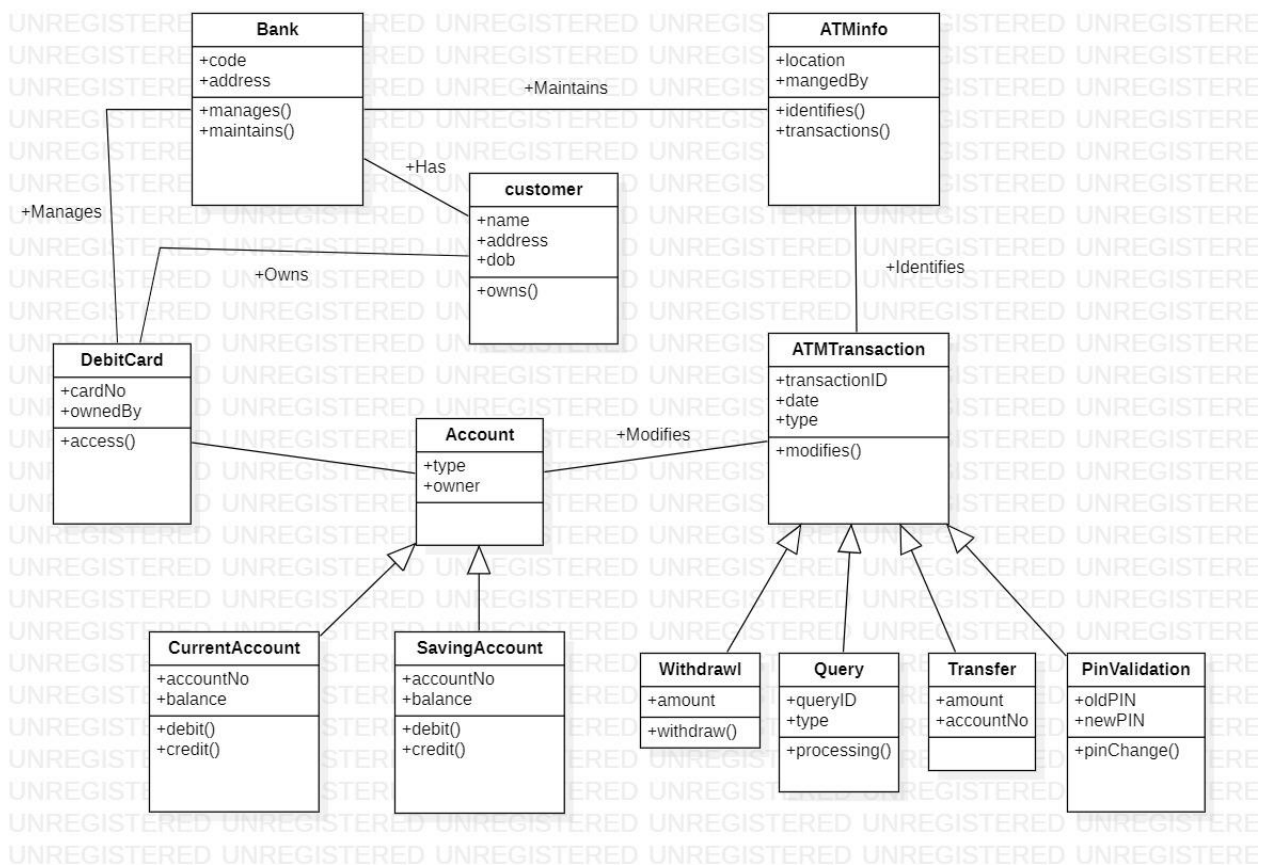 Bank
+code
+address
+manages()
+maintains()
+Maintains
ATMinfo
+location
+mangedBy
+identifies()
+transactions()
+Has
customer
+name
+address
+dob
+owns()
+Manages
+Owns
+Identifies
DebitCard
+cardNo
+ownedBy
+access()
Account
+type
+owner
+Modifies
ATMTransaction
+transactionID
+date
+type
+modifies()
CurrentAccount
+accountNo
+balance
+debit()
+credit()
SavingAccount
+accountNo
+balance
+debit()
+credit()
Withdrawl
+amount
+withdraw()
Query
+queryID
+type
+processing()
Transfer
+amount
+accountNo
PinValidation
+oldPIN
+newPIN
+pinChange()
UNREGISTERED